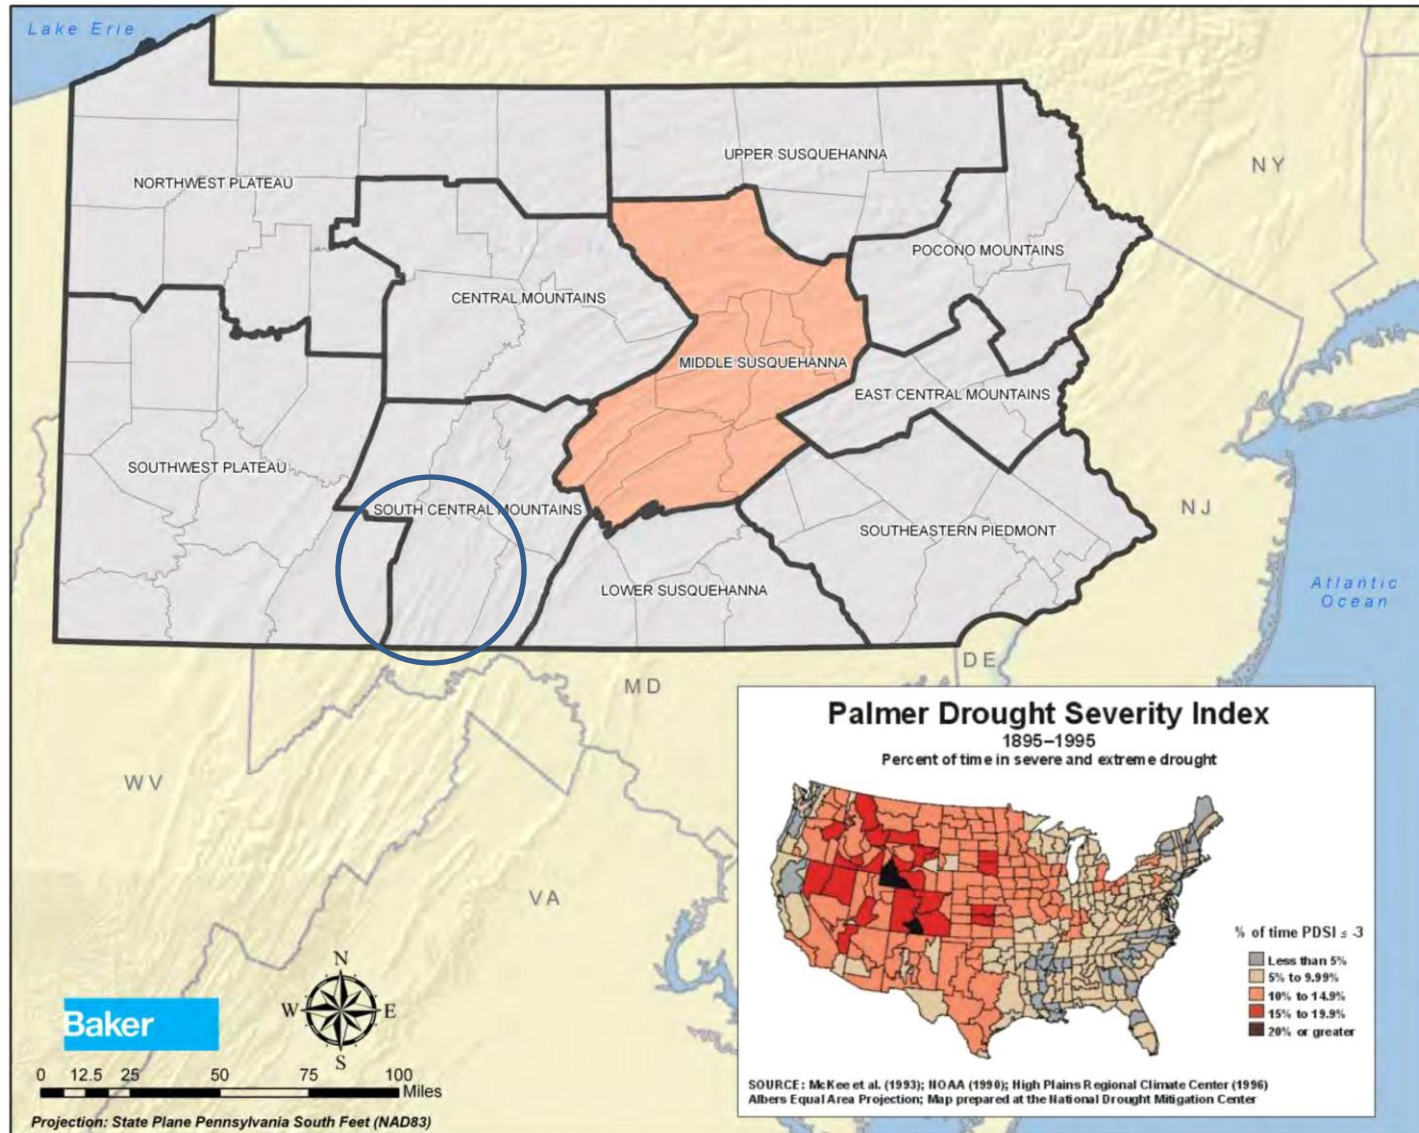 Lake Erie
NY
UPPER SUSQUEHANNA
NORTHWEST PLATEAU
POCONO MOUNTAINS
CENTRAL MOUNTAINS
MIDDLE SUSQUEHANNA
EAST CENTRAL MOUNTAINS
SOUTHWEST PLATEAU
SOUTH CENTRAL MOUNTAINS
NJ
SOUTHEASTERN PIEDMONT
LOWER SUSQUEHANNA
Atlantic
Ocean
DE
MD
WV
VA
Palmer Drought Severity Index
1895–1995
Percent of time in severe and extreme drought
% of time PDSI ≤ -3
Less than 5%
5% to 9.99%
10% to 14.9%
15% to 19.9%
20% or greater
SOURCE: McKee et al. (1993); NOAA (1990); High Plains Regional Climate Center (1996)
Albers Equal Area Projection; Map prepared at the National Drought Mitigation Center
N
W E
S
Baker
0 12.5 25 50 75 100
Miles
Projection: State Plane Pennsylvania South Feet (NAD83)